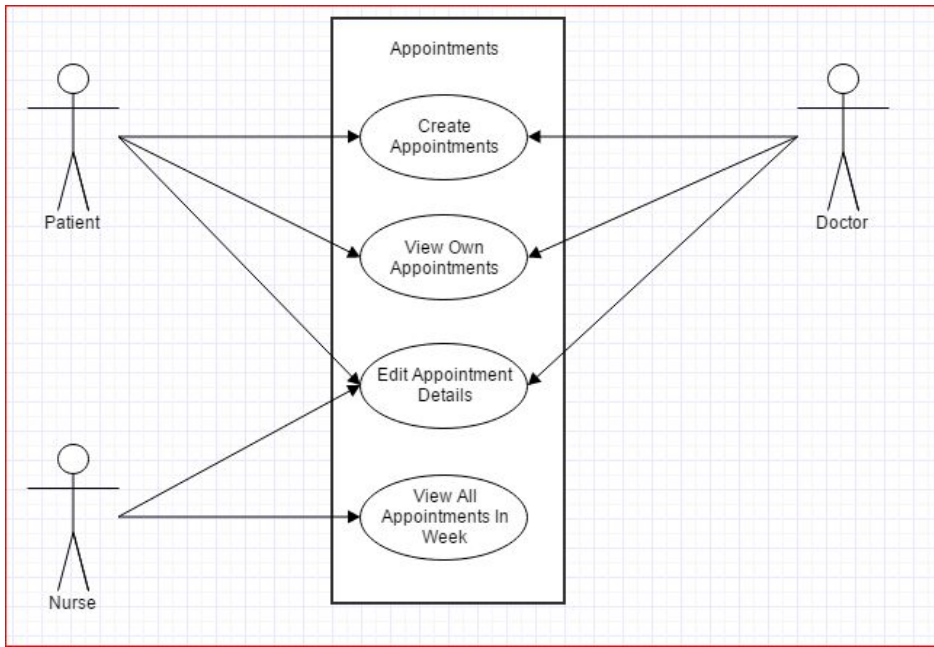 Appointments
Create
Appointments
Patient
Doctor
View Own
Appointments
Edit Appointment
Details
View All
Appointments In
Week
Nurse